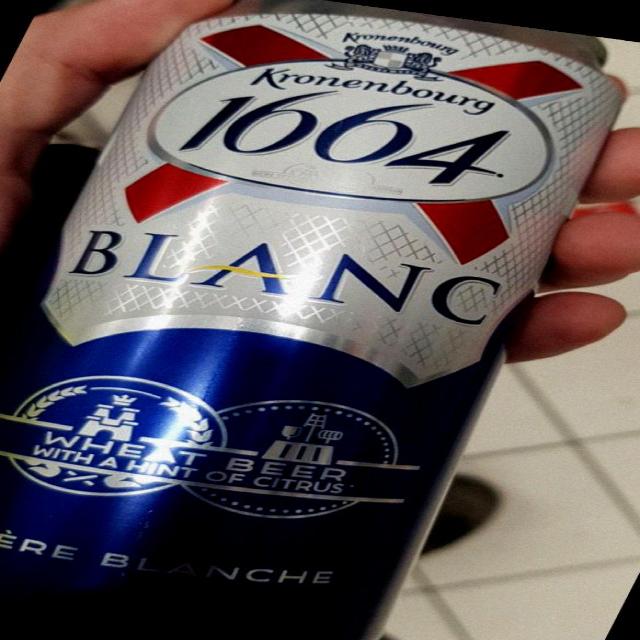 Kronenbourg
Kronenbourg
1664
BLANC
WHEAT BEER
WITH A HINT OF CITRUS
ÈRE BLANCHE